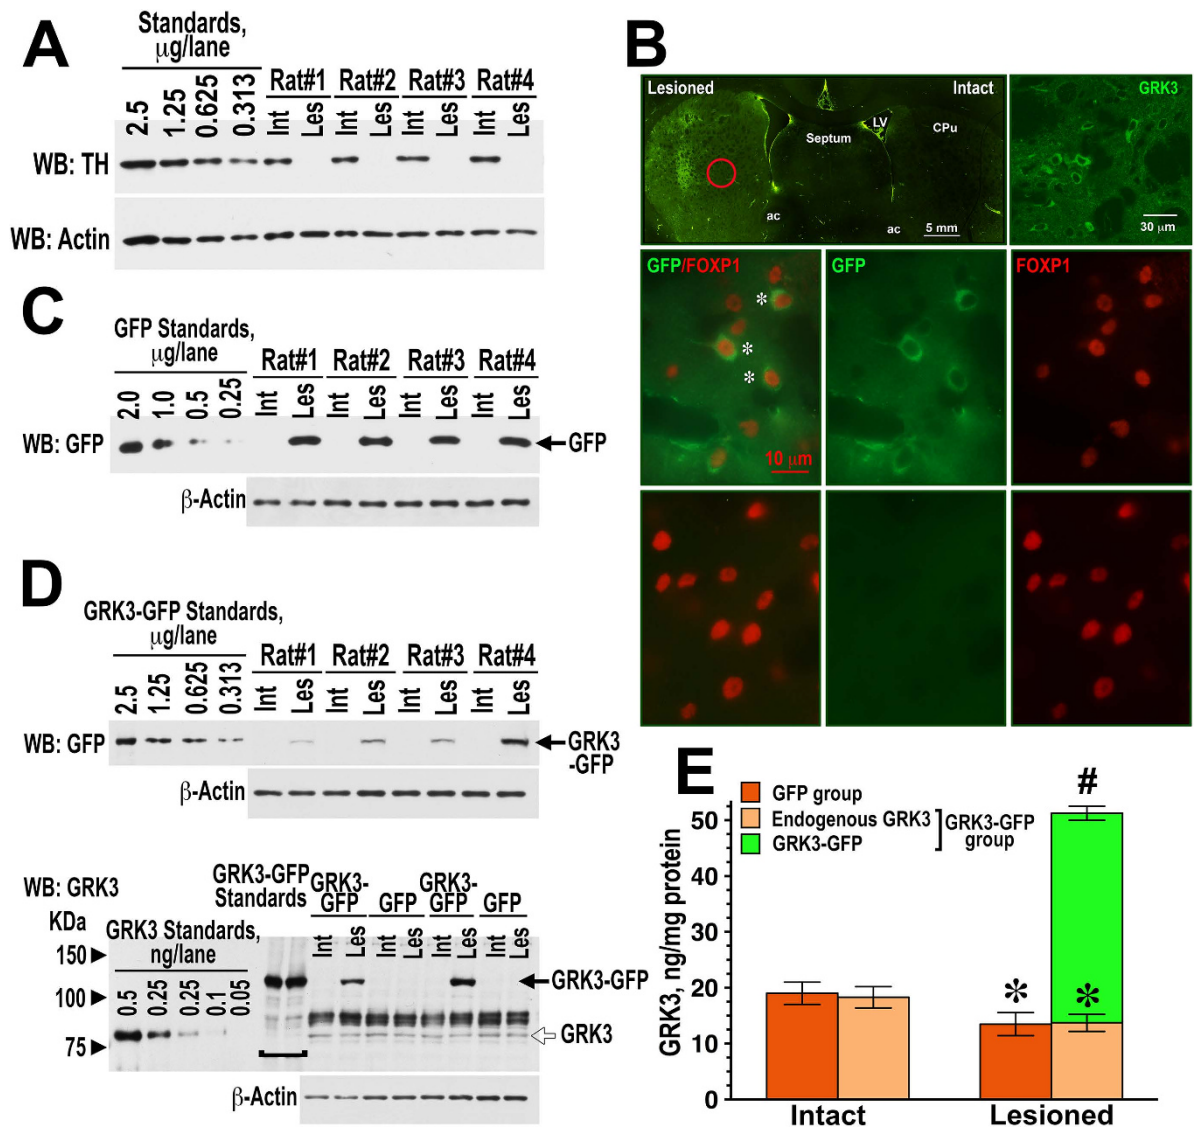 A
Standards,
μg/lane
2.5
1.25
0.625
0.313
Rat#1
Rat#2
Rat#3
Rat#4
Int
Les
Int
Les
Int
Les
Int
Les
WB: TH
WB: Actin
B
Lesioned
Intact
LV
Septum
CPu
ac
ac
5 mm
GRK3
30 μm
GFP/FOXP1
*
*
*
10 μm
GFP
FOXP1
C
GFP Standards,
μg/lane
2.0
1.0
0.5
0.25
Rat#1
Rat#2
Rat#3
Rat#4
Int
Les
Int
Les
Int
Les
Int
Les
WB: GFP
GFP
β-Actin
D
GRK3-GFP Standards,
μg/lane
2.5
1.25
0.625
0.313
Rat#1
Rat#2
Rat#3
Rat#4
Int
Les
Int
Les
Int
Les
Int
Les
WB: GFP
GRK3
-GFP
β-Actin
WB: GRK3
KDa
150
100
75
GRK3 Standards,
ng/lane
0.5
0.25
0.25
0.1
0.05
GRK3-GFP
Standards
GRK3-
GFP
GFP
GRK3-
GFP
GFP
Int
Les
Int
Les
Int
Les
Int
Les
GRK3-GFP
GRK3
β-Actin
E
GFP group
Endogenous GRK3
GRK3-GFP
GRK3-GFP
group
GRK3, ng/mg protein
50
40
30
20
10
0
#
*
*
Intact
Lesioned